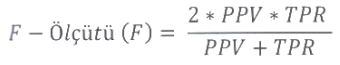 F − Ölçütü (F) = 2 * PPV * TPR / PPV + TPR